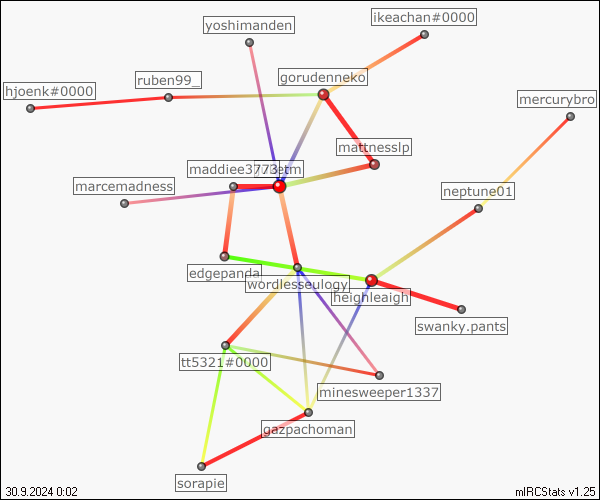 ikeachan#0000
yoshimanden
gorudenneko
ruben99_
hjoenk#0000
mercurybro
mattnesslp
maddiee3773
marcemadness
neptune01
edgepanda
wordlesseulogy
heighleaigh
swanky.pants
tt5321#0000
minesweeper1337
gazpachoman
sorapie
30.9.2024 0:02
mIRCStats v1.25